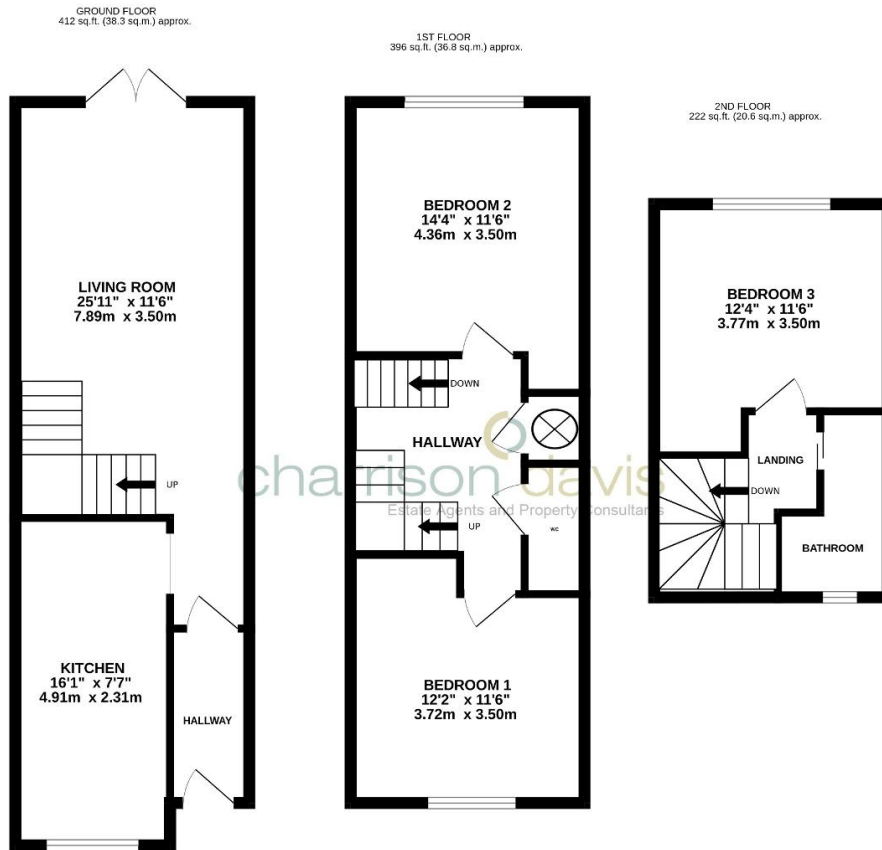 GROUND FLOOR
412 sq.ft. (38.3 sq.m.) approx.
LIVING ROOM
25'11" x 11'6"
7.89m x 3.50m
UP
KITCHEN
16'1" x 7'7"
4.91m x 2.31m
HALLWAY
1ST FLOOR
396 sq.ft. (36.8 sq.m.) approx.
BEDROOM 2
14'4" x 11'6"
4.36m x 3.50m
DOWN
HALLWAY
charrison davis
Estate Agents and Property Consultants
UP
WC
BEDROOM 1
12'2" x 11'6"
3.72m x 3.50m
2ND FLOOR
222 sq.ft. (20.6 sq.m.) approx.
BEDROOM 3
12'4" x 11'6"
3.77m x 3.50m
LANDING
DOWN
BATHROOM